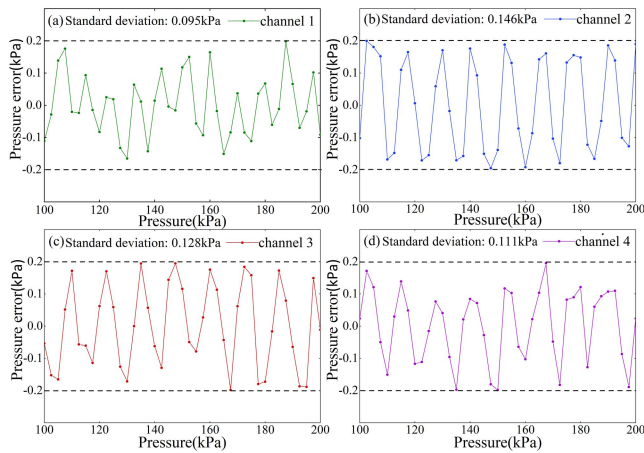 (a) Standard deviation: 0.095kPa channel 1
Pressure error(kPa)
0.2
0.1
0.0
-0.1
-0.2
100 120 140 160 180 200
Pressure(kPa)
(b) Standard deviation: 0.146kPa channel 2
Pressure error(kPa)
0.2
0.1
0.0
-0.1
-0.2
100 120 140 160 180 200
Pressure(kPa)
(c) Standard deviation: 0.128kPa channel 3
Pressure error(kPa)
0.2
0.1
0.0
-0.1
-0.2
100 120 140 160 180 200
Pressure(kPa)
(d) Standard deviation: 0.111kPa channel 4
Pressure error(kPa)
0.2
0.1
0.0
-0.1
-0.2
100 120 140 160 180 200
Pressure(kPa)